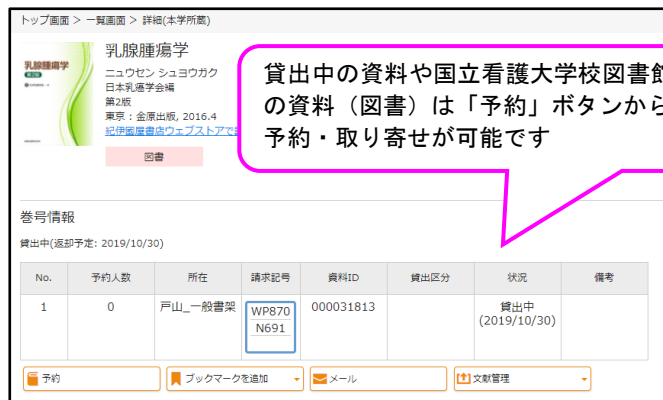 トップ画面 > 一覧画面 > 詳細(本学所蔵)
乳腺腫瘍学
第2版
乳腺腫瘍学
ニュウセン シュヨウガク
日本乳癌学会編
第2版
東京 : 金原出版, 2016.4
紀伊國屋書店ウェブストアで
図書
貸出中の資料や国立看護大学校図書館
の資料（図書）は「予約」ボタンから
予約・取り寄せが可能です
巻号情報
貸出中(返却予定: 2019/10/30)
No. 予約人数 所在 請求記号 資料ID 貸出区分 状況 備考
1 0 戸山_一般書架 WP870 000031813 貸出中
N691 (2019/10/30)
予約 ブックマークを追加 メール 文献管理